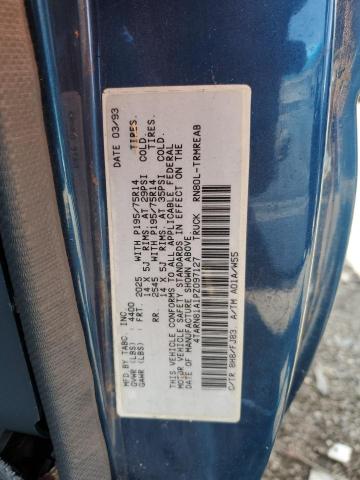 MFD BY TABC, INC. DATE 03/93
GVWR (LBS) : 4400
GAWR (LBS) : FRT. 2025 WITH P195/75R14 TIRES.
14 X 5J RIMS. AT 29PSI COLD.
RR. 2545 WITH P195/75R14 TIRES.
14 X 5J RIMS. AT 35PSI COLD.
THIS VEHICLE CONFORMS TO ALL APPLICABLE FEDERAL
MOTOR VEHICLE SAFETY STANDARDS IN EFFECT ON THE
DATE OF MANUFACTURE SHOWN ABOVE.
4TARN81A1PZ097127 TRUCK RN80L-TRMREAB
C/TR 8H8/FJ83 A/TM A01A/W55